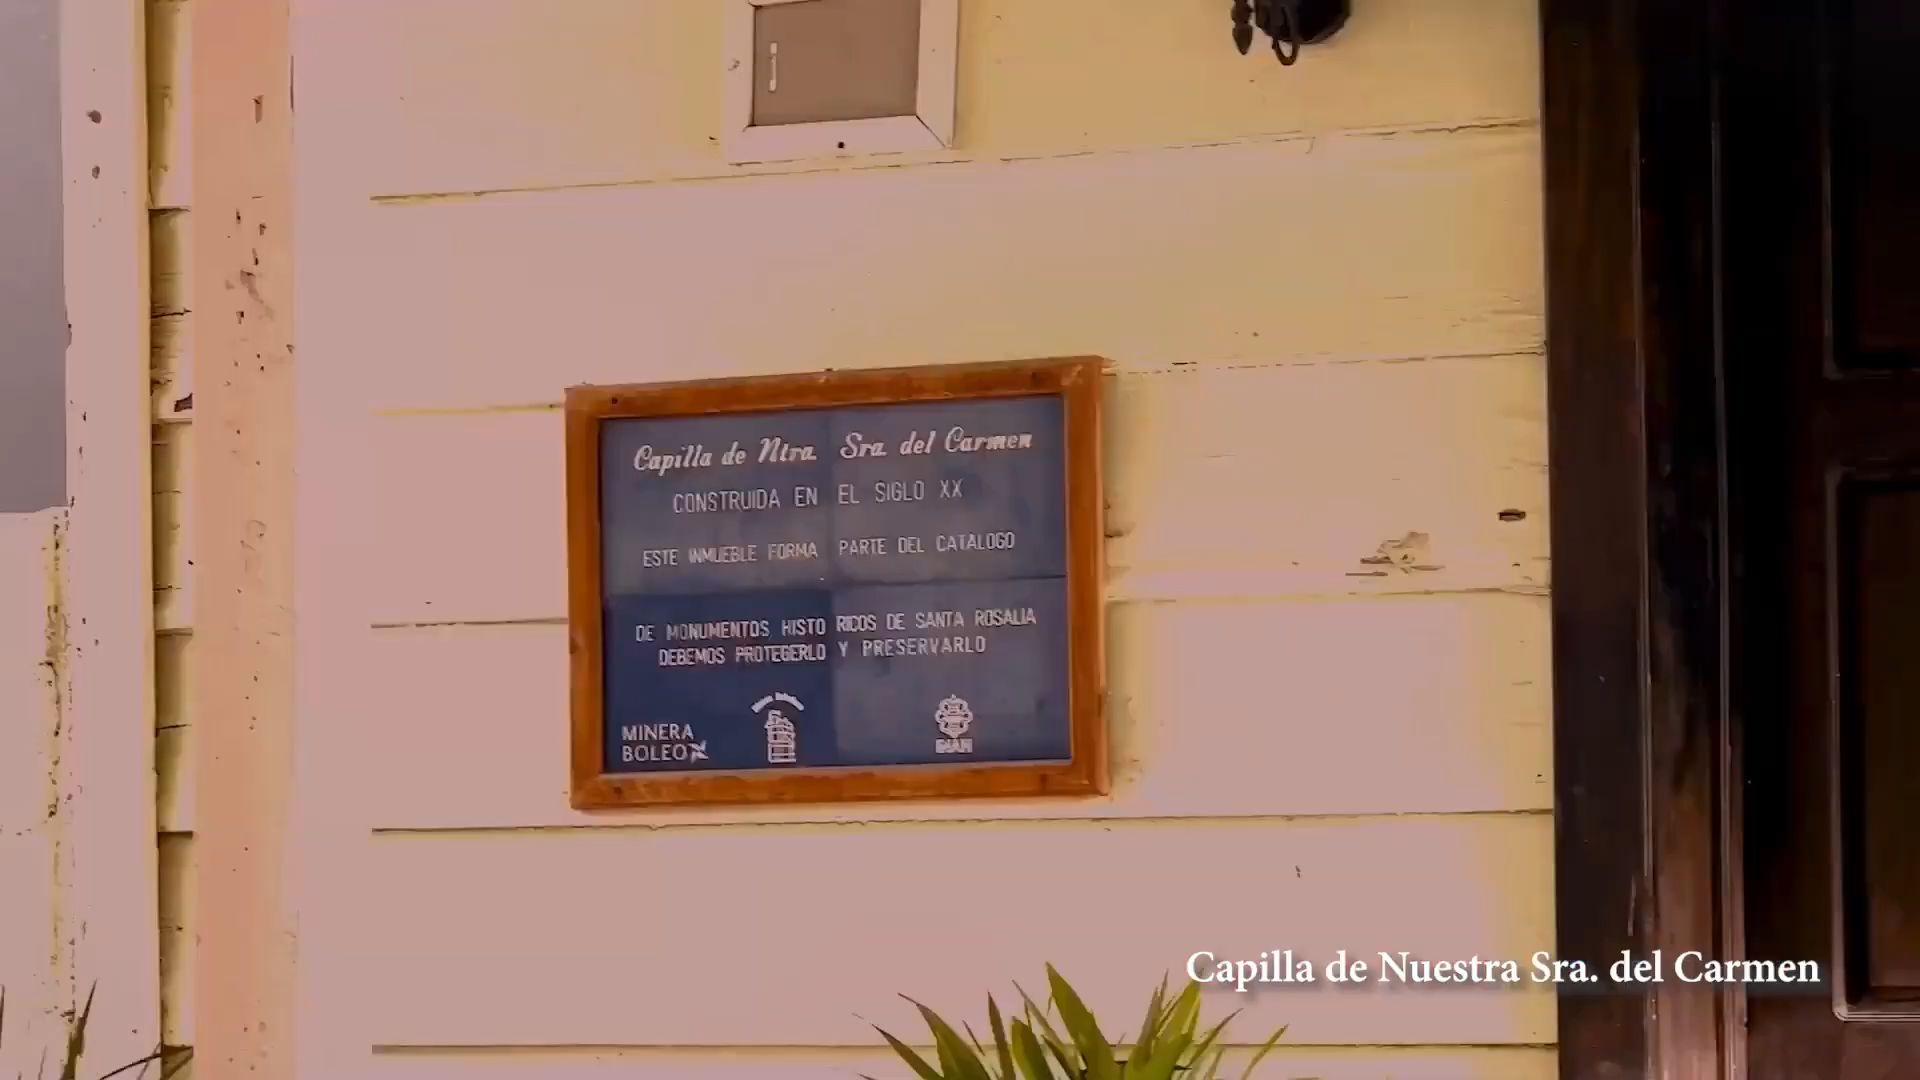 Capilla de Ntra. Sra. del Carmen
CONSTRUIDA EN EL SIGLO XX
ESTE INMUEBLE FORMA PARTE DEL CATALOGO
DE MONUMENTOS HISTORICOS DE SANTA ROSALIA
DEBEMOS PROTEGERLO Y PRESERVARLO
MINERA
BOLEO
Capilla de Nuestra Sra. del Carmen